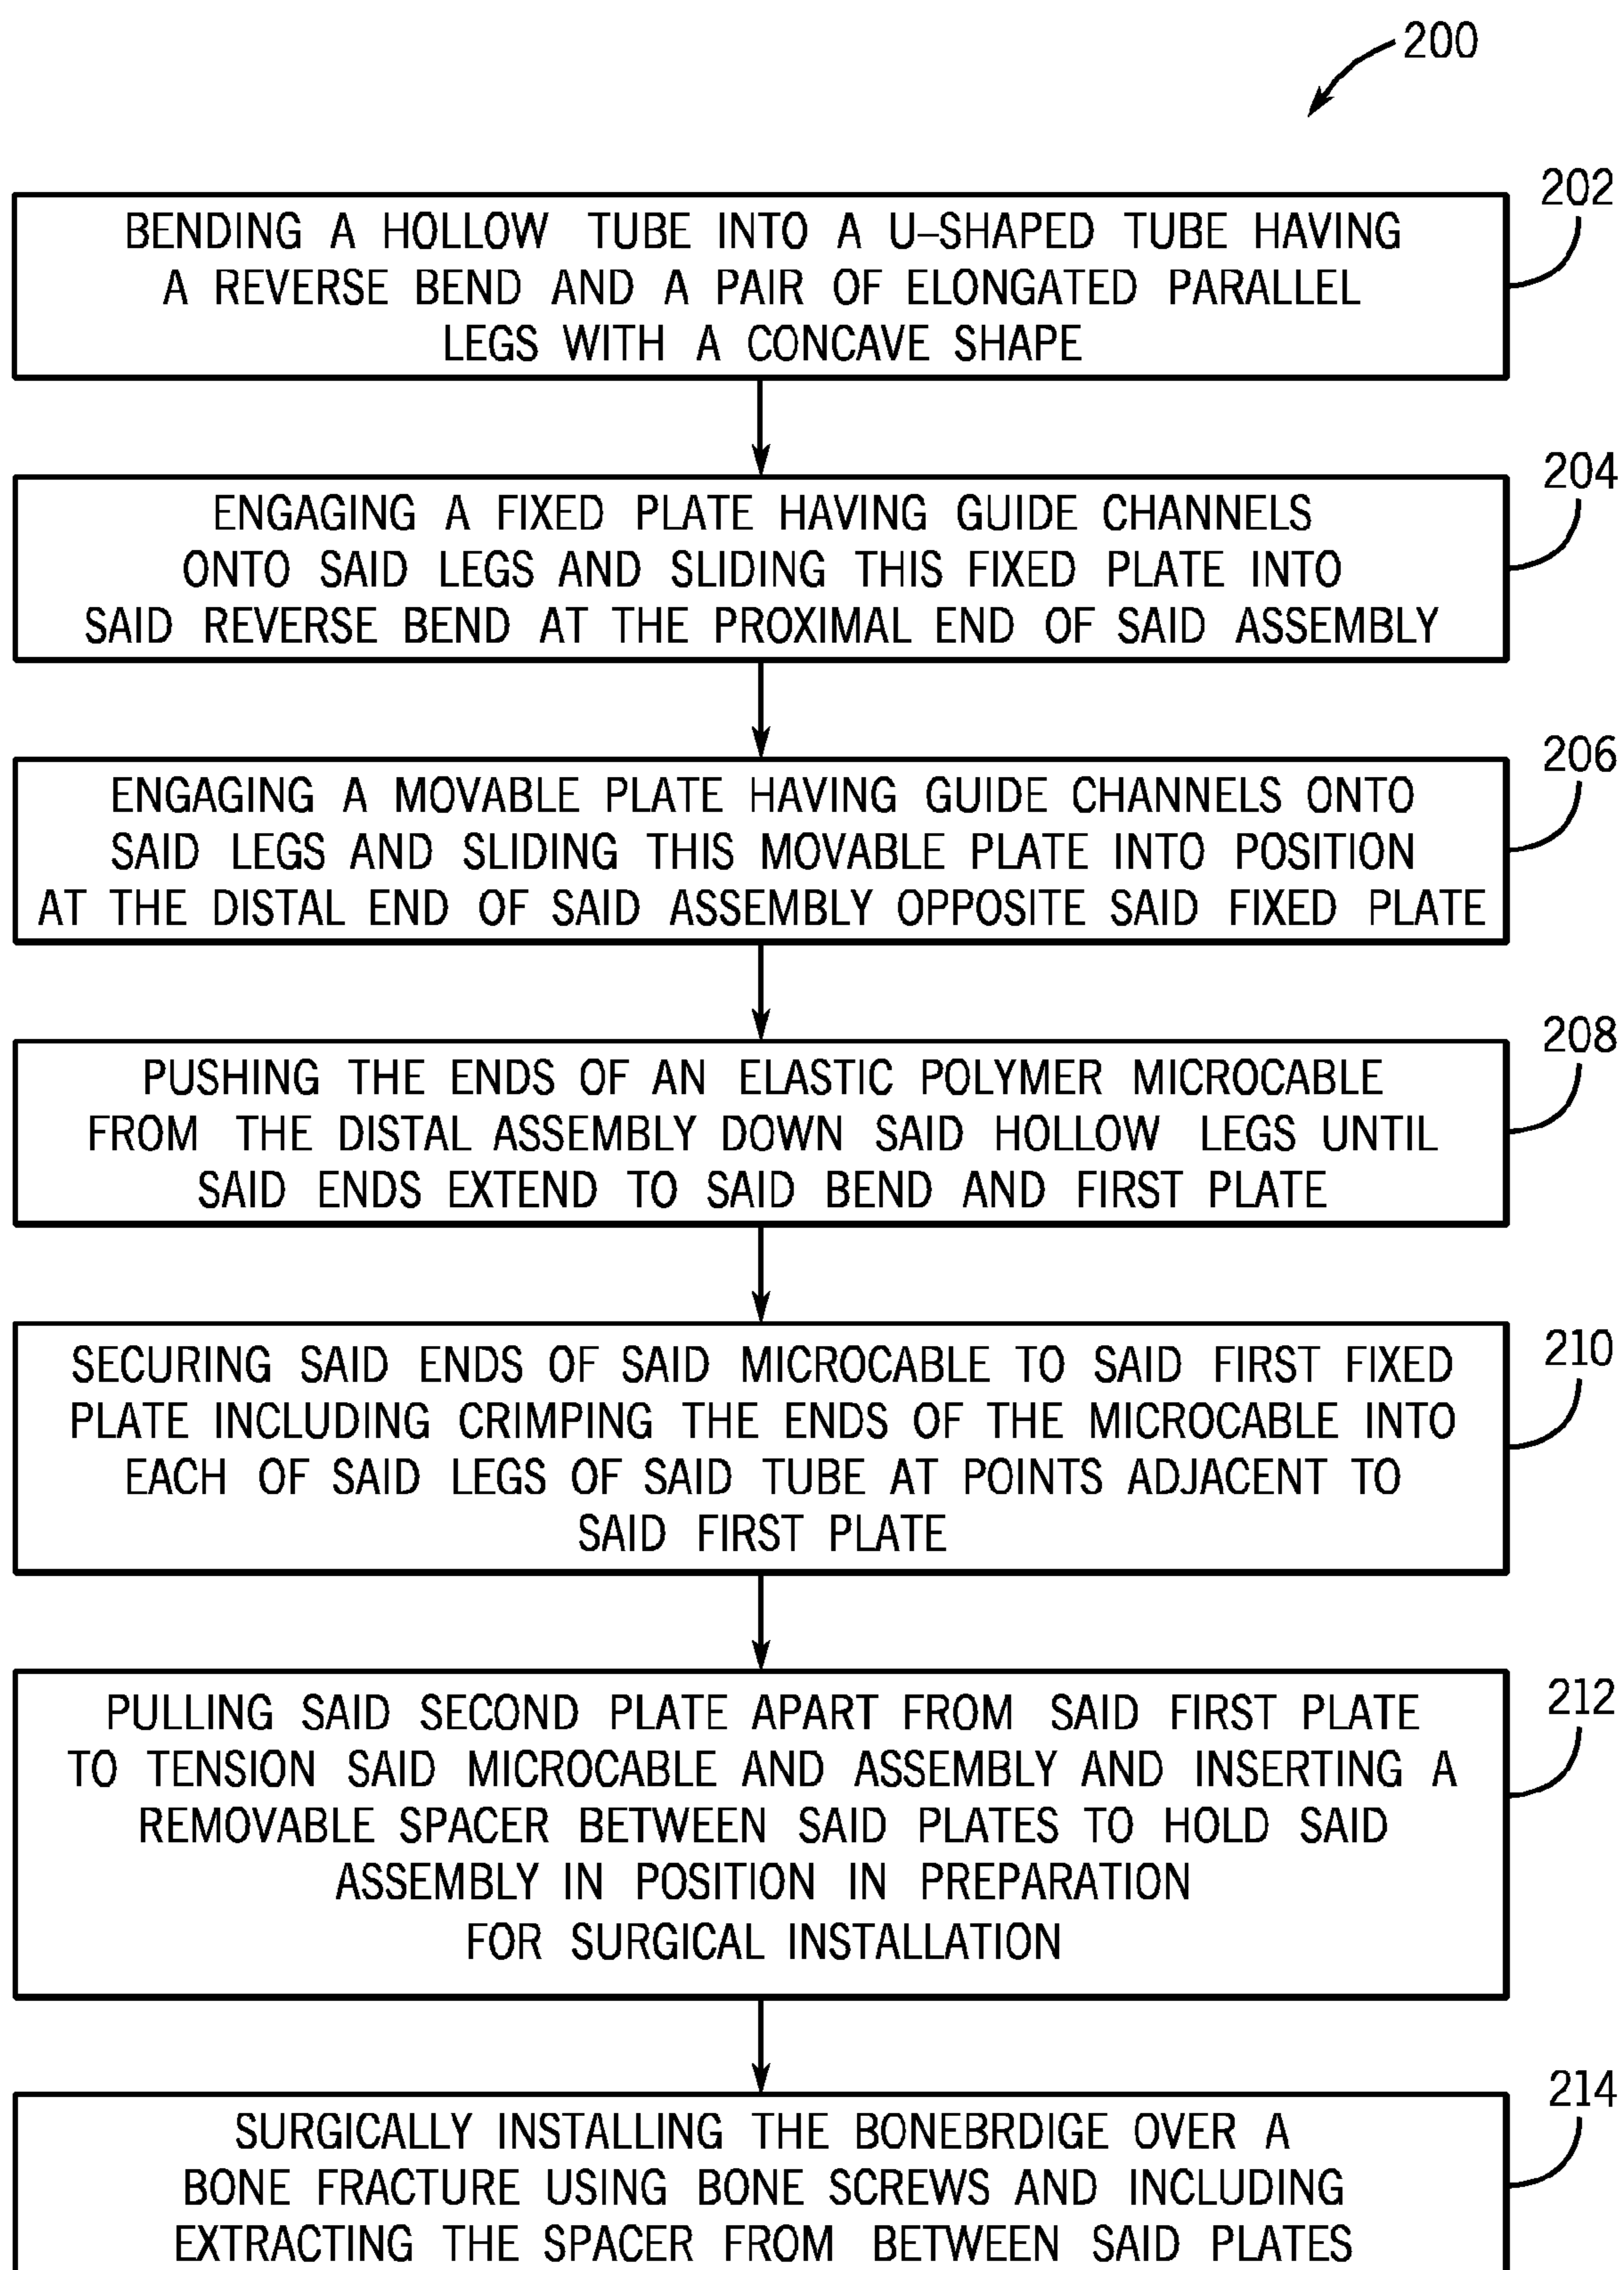 200
202
BENDING A HOLLOW TUBE INTO A U-SHAPED TUBE HAVING
A REVERSE BEND AND A PAIR OF ELONGATED PARALLEL
LEGS WITH A CONCAVE SHAPE
204
ENGAGING A FIXED PLATE HAVING GUIDE CHANNELS
ONTO SAID LEGS AND SLIDING THIS FIXED PLATE INTO
SAID REVERSE BEND AT THE PROXIMAL END OF SAID ASSEMBLY
206
ENGAGING A MOVABLE PLATE HAVING GUIDE CHANNELS ONTO
SAID LEGS AND SLIDING THIS MOVABLE PLATE INTO POSITION
AT THE DISTAL END OF SAID ASSEMBLY OPPOSITE SAID FIXED PLATE
208
PUSHING THE ENDS OF AN ELASTIC POLYMER MICROCABLE
FROM THE DISTAL ASSEMBLY DOWN SAID HOLLOW LEGS UNTIL
SAID ENDS EXTEND TO SAID BEND AND FIRST PLATE
210
SECURING SAID ENDS OF SAID MICROCABLE TO SAID FIRST FIXED
PLATE INCLUDING CRIMPING THE ENDS OF THE MICROCABLE INTO
EACH OF SAID LEGS OF SAID TUBE AT POINTS ADJACENT TO
SAID FIRST PLATE
212
PULLING SAID SECOND PLATE APART FROM SAID FIRST PLATE
TO TENSION SAID MICROCABLE AND ASSEMBLY AND INSERTING A
REMOVABLE SPACER BETWEEN SAID PLATES TO HOLD SAID
ASSEMBLY IN POSITION IN PREPARATION
FOR SURGICAL INSTALLATION
214
SURGICALLY INSTALLING THE BONEBRDIGE OVER A
BONE FRACTURE USING BONE SCREWS AND INCLUDING
EXTRACTING THE SPACER FROM BETWEEN SAID PLATES